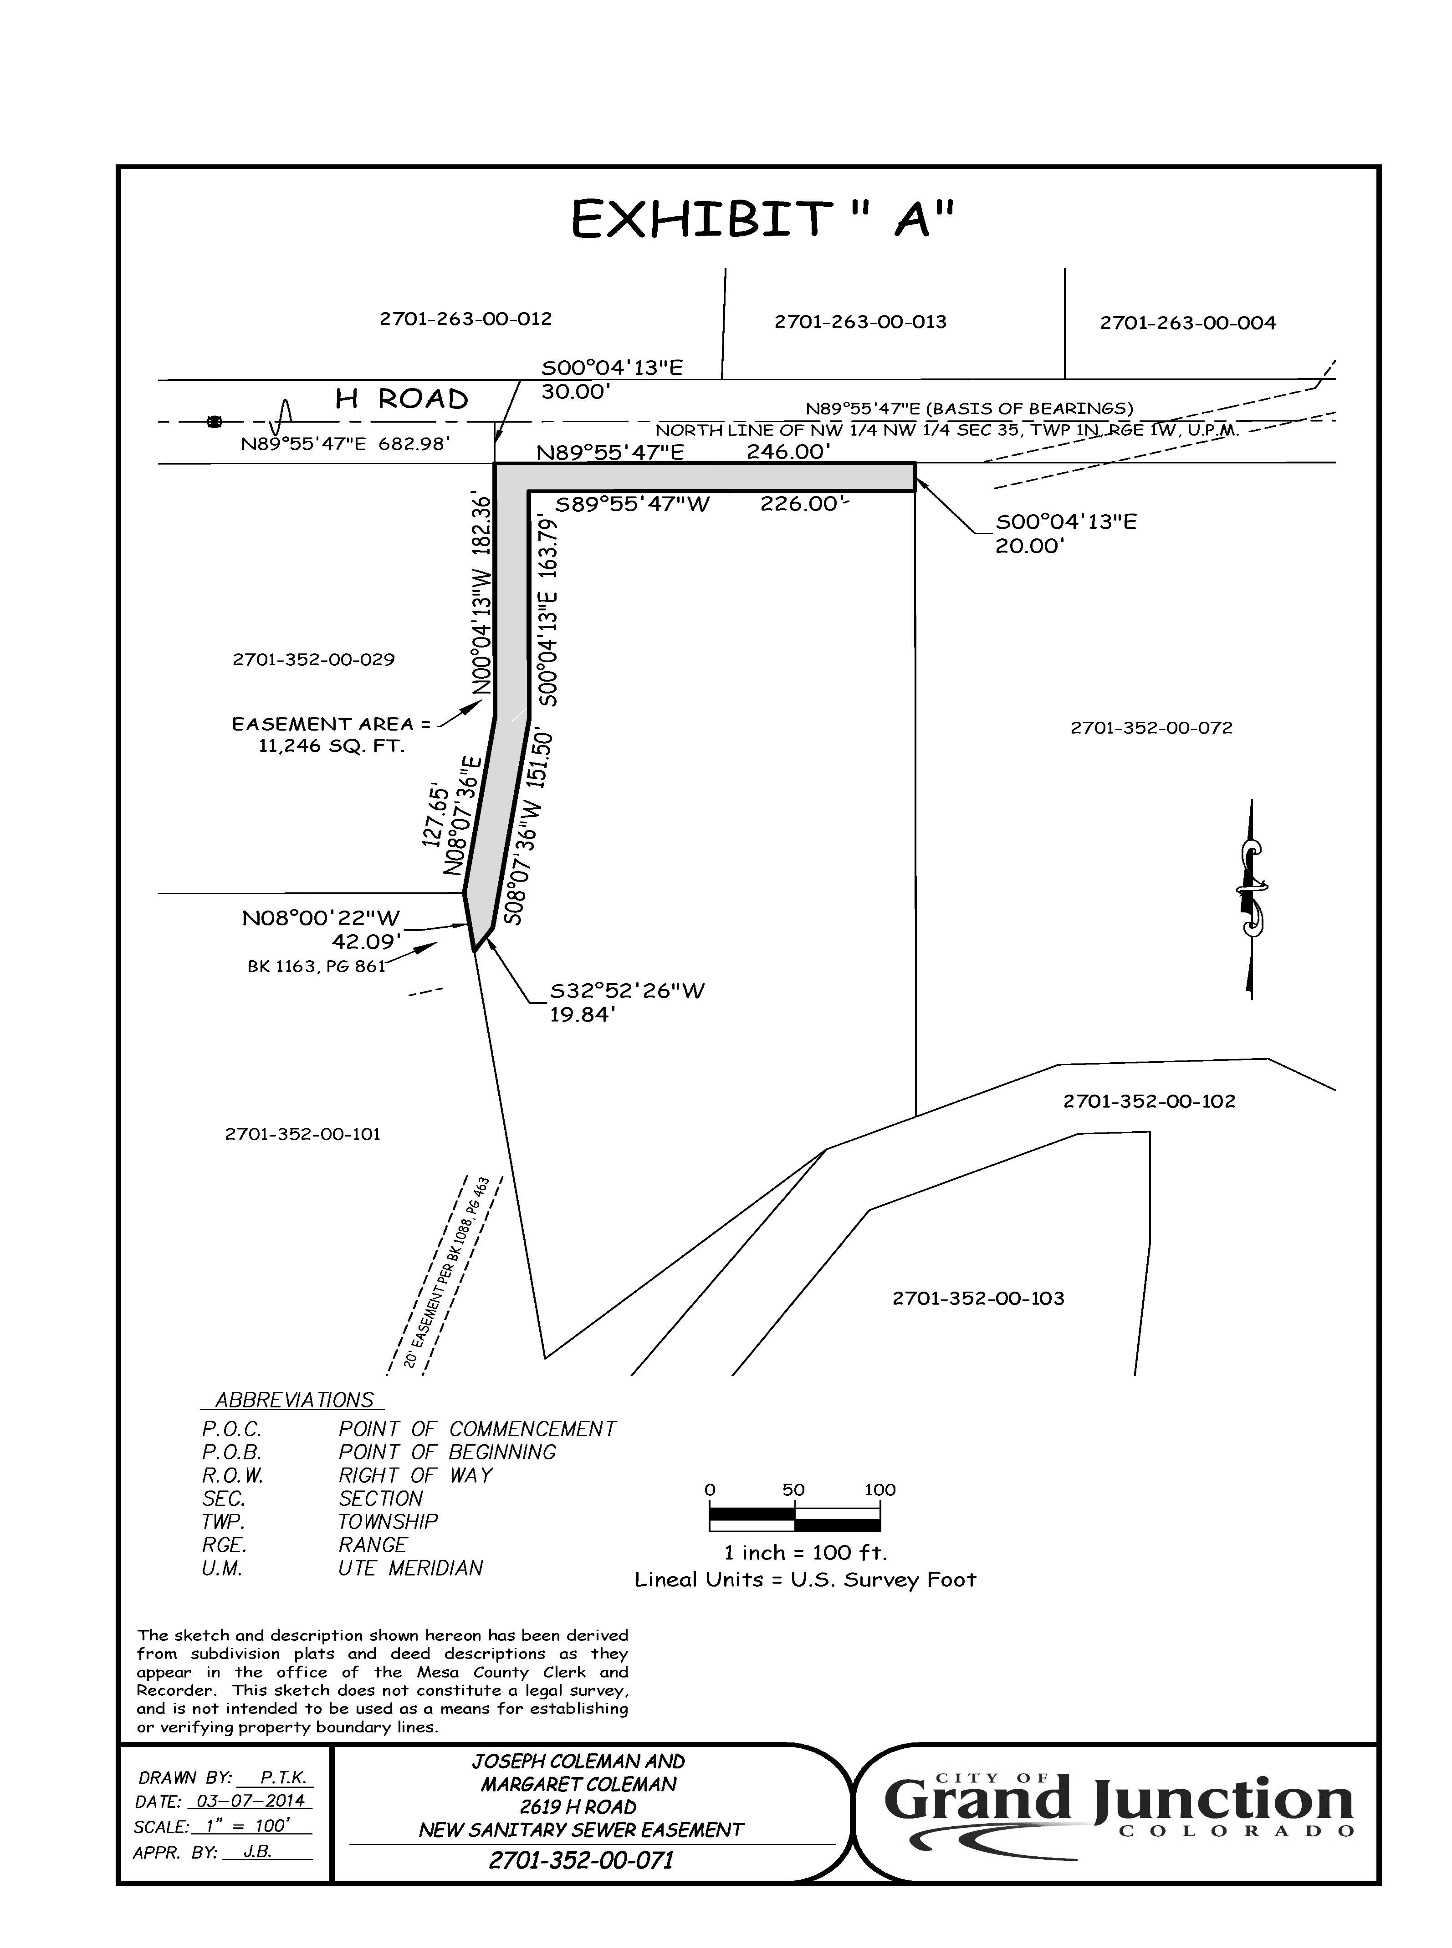 EXHIBIT " A"
2701-263-00-012
2701-263-00-013
2701-263-00-004
S00°04'13"E
30.00'
H ROAD
N89°55'47"E (BASIS OF BEARINGS)
NORTH LINE OF NW 1/4 NW 1/4 SEC 35, TWP 1N, RGE 1W, U.P.M.
N89°55'47"E 682.98'
N89°55'47"E 246.00'
S89°55'47"W 226.00'
S00°04'13"E
20.00'
N00°04'13"W 182.36'
S00°04'13"E 163.79'
2701-352-00-029
EASEMENT AREA =
11,246 SQ. FT.
2701-352-00-072
127.65'
N08°07'36"E
S08°07'36"W 151.50'
N08°00'22"W
42.09'
BK 1163, PG 861
S32°52'26"W
19.84'
2701-352-00-102
2701-352-00-101
20' EASEMENT PER BK 1088, PG 463
2701-352-00-103
ABBREVIATIONS
P.O.C. POINT OF COMMENCEMENT
P.O.B. POINT OF BEGINNING
R.O.W. RIGHT OF WAY
SEC. SECTION
TWP. TOWNSHIP
RGE. RANGE
U.M. UTE MERIDIAN
0 50 100
1 inch = 100 ft.
Lineal Units = U.S. Survey Foot
The sketch and description shown hereon has been derived
from subdivision plats and deed descriptions as they
appear in the office of the Mesa County Clerk and
Recorder. This sketch does not constitute a legal survey,
and is not intended to be used as a means for establishing
or verifying property boundary lines.
DRAWN BY: P.T.K.
DATE: 03-07-2014
SCALE: 1" = 100'
APPR. BY: J.B.
JOSEPH COLEMAN AND
MARGARET COLEMAN
2619 H ROAD
NEW SANITARY SEWER EASEMENT
2701-352-00-071
CITY OF
Grand Junction
COLORADO